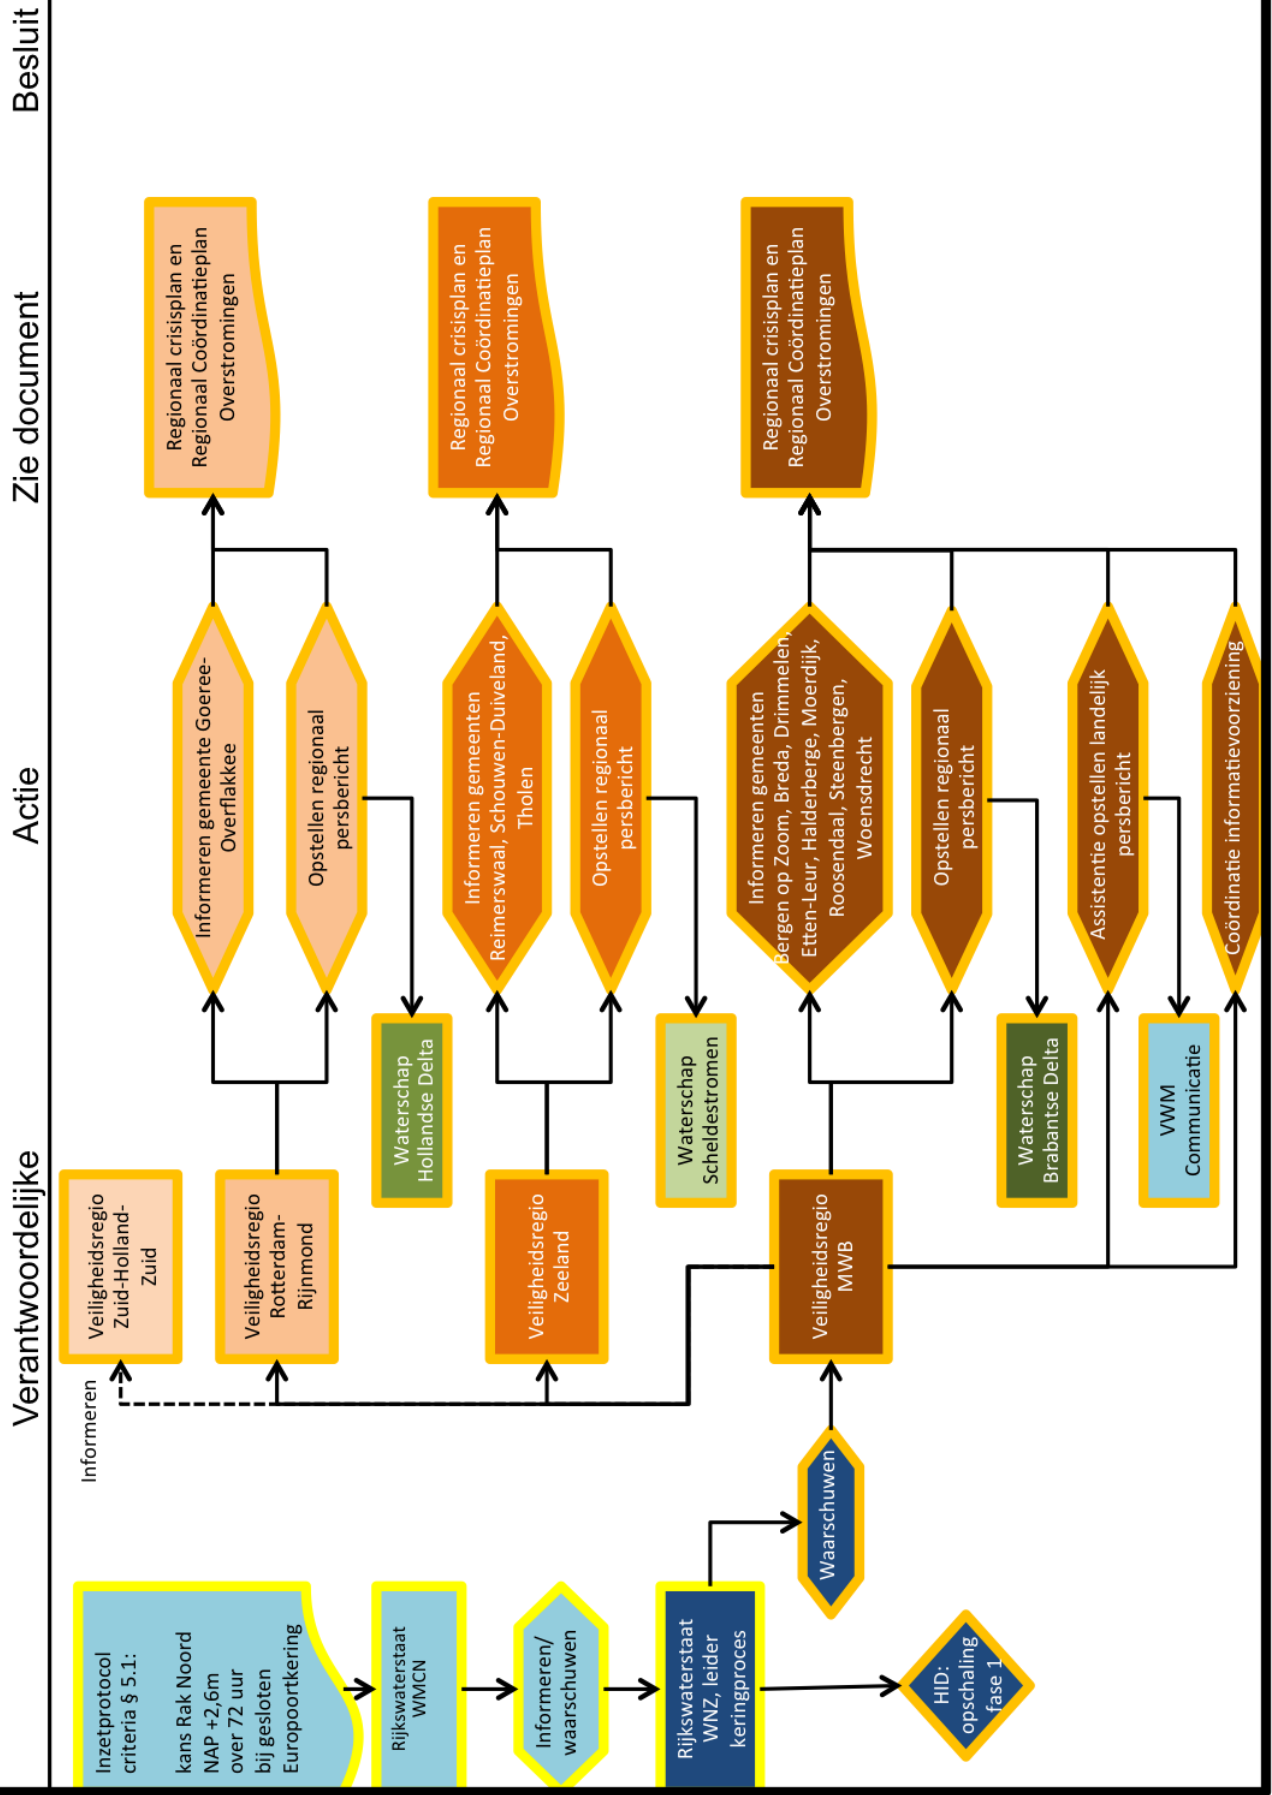 Verantwoordelijke
Actie
Zie document
Besluit
Inzetprotocol
criteria § 5.1:
kans Rak Noord
NAP +2,6m
over 72 uur
bij gesloten
Europoortkering
Rijkswaterstaat
WMCN
Informeren/
waarschuwen
Rijkswaterstaat
WNZ, leider
keringproces
HID:
opschaling
fase 1
Waarschuwen
Informeren
Veiligheidsregio
Zuid-Holland-
Zuid
Veiligheidsregio
Rotterdam-
Rijnmond
Informeren gemeente Goeree-
Overflakkee
Opstellen regionaal
persbericht
Waterschap
Hollandse Delta
Regionaal crisisplan en
Regionaal Coördinatieplan
Overstromingen
Veiligheidsregio
Zeeland
Informeren gemeenten
Reimerswaal, Schouwen-Duiveland,
Tholen
Opstellen regionaal
persbericht
Waterschap
Scheldestromen
Regionaal crisisplan en
Regionaal Coördinatieplan
Overstromingen
Veiligheidsregio
MWB
Informeren gemeenten
Bergen op Zoom, Breda, Drimmelen,
Etten-Leur, Halderberge, Moerdijk,
Roosendaal, Steenbergen,
Woensdrecht
Opstellen regionaal
persbericht
Waterschap
Brabantse Delta
Assistentie opstellen landelijk
persbericht
VWM
Communicatie
Coördinatie informatievoorziening
Regionaal crisisplan en
Regionaal Coördinatieplan
Overstromingen